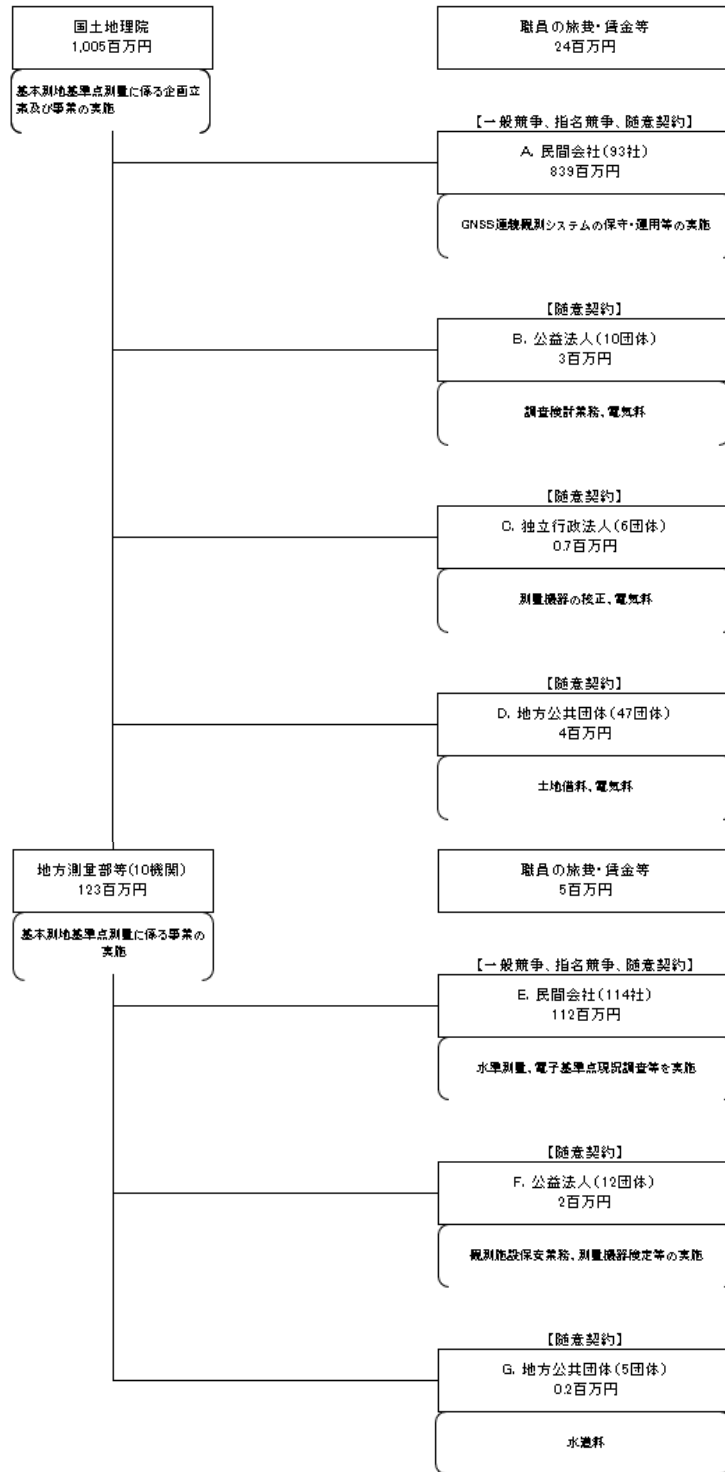 国土地理院
1,005百万円
職員の旅費・賃金等
24百万円
基本測地基準点測量に係る企画立
案及び事業の実施
【一般競争、指名競争、随意契約】
A. 民間会社(93社)
839百万円
GNSS連続観測システムの保守・運用等の実施
【随意契約】
B. 公益法人(10団体)
3百万円
調査検討業務、電気料
【随意契約】
C. 独立行政法人(6団体)
0.7百万円
測量機器の校正、電気料
【随意契約】
D. 地方公共団体(47団体)
4百万円
土地借料、電気料
地方測量部等(10機関)
123百万円
職員の旅費・賃金等
5百万円
基本測地基準点測量に係る事業の
実施
【一般競争、指名競争、随意契約】
E. 民間会社(114社)
112百万円
水準測量、電子基準点現況調査等を実施
【随意契約】
F. 公益法人(12団体)
2百万円
観測施設保安業務、測量機器検定等の実施
【随意契約】
G. 地方公共団体(5団体)
0.2百万円
水道料